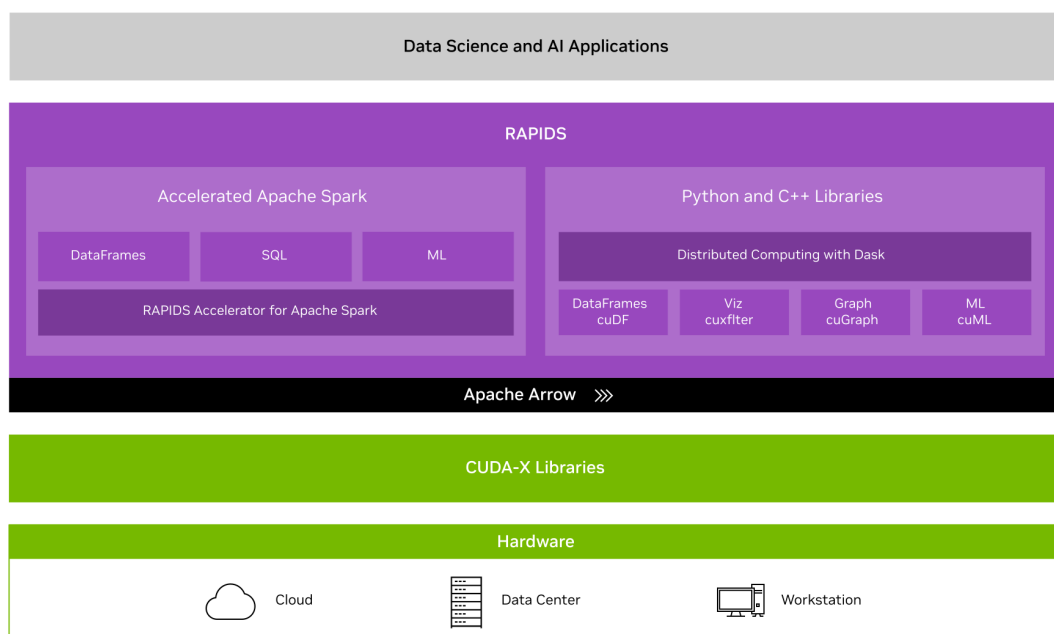 Data Science and AI Applications
RAPIDS
Accelerated Apache Spark
DataFrames
SQL
ML
RAPIDS Accelerator for Apache Spark
Python and C++ Libraries
Distributed Computing with Dask
DataFrames
cuDF
Viz
cuxflter
Graph
cuGraph
ML
cuML
Apache Arrow
CUDA-X Libraries
Hardware
Cloud
Data Center
Workstation